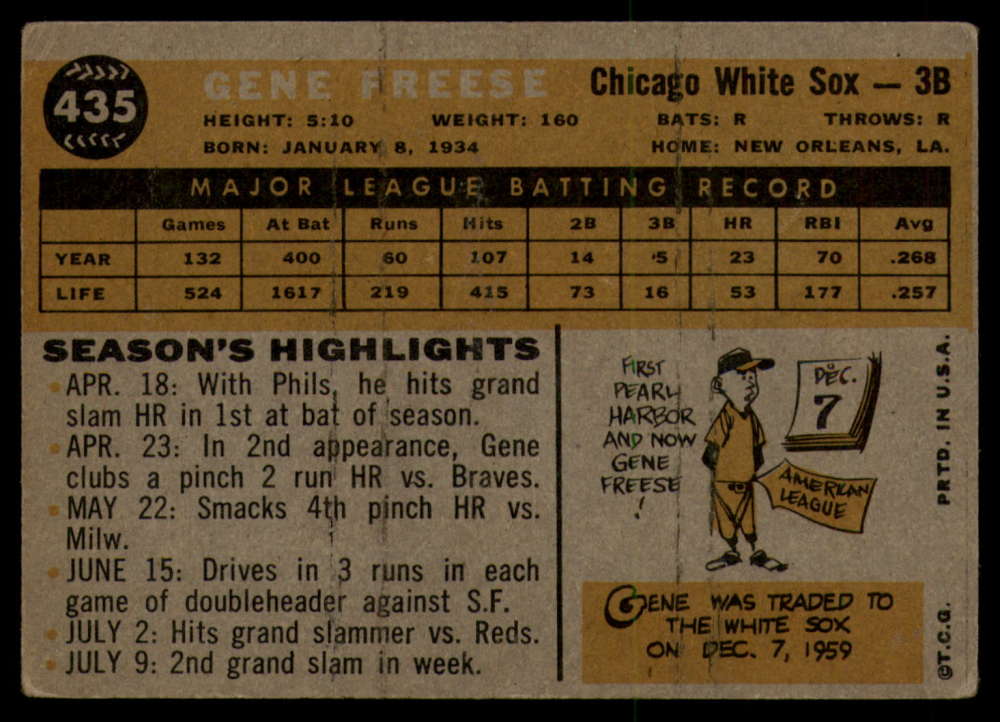 435
GENE FREESE Chicago White Sox — 3B
HEIGHT: 5:10 WEIGHT: 160 BATS: R THROWS: R
BORN: JANUARY 8, 1934 HOME: NEW ORLEANS, LA.
MAJOR LEAGUE BATTING RECORD
Games At Bat Runs Hits 2B 3B HR RBI Avg
YEAR 132 400 60 107 14 5 23 70 .268
LIFE 524 1617 219 415 73 16 53 177 .257
SEASON'S HIGHLIGHTS
APR. 18: With Phils, he hits grand
slam HR in 1st at bat of season.
APR. 23: In 2nd appearance, Gene
clubs a pinch 2 run HR vs. Braves.
MAY 22: Smacks 4th pinch HR vs.
Milw.
JUNE 15: Drives in 3 runs in each
game of doubleheader against S.F.
JULY 2: Hits grand slammer vs. Reds.
JULY 9: 2nd grand slam in week.
FIRST
PEARL
HARBOR
AND NOW
GENE
FREESE
!
DEC.
7
AMERICAN
LEAGUE
GENE WAS TRADED TO
THE WHITE SOX
ON DEC. 7, 1959
PRTD. IN U.S.A.
©T.C.G.